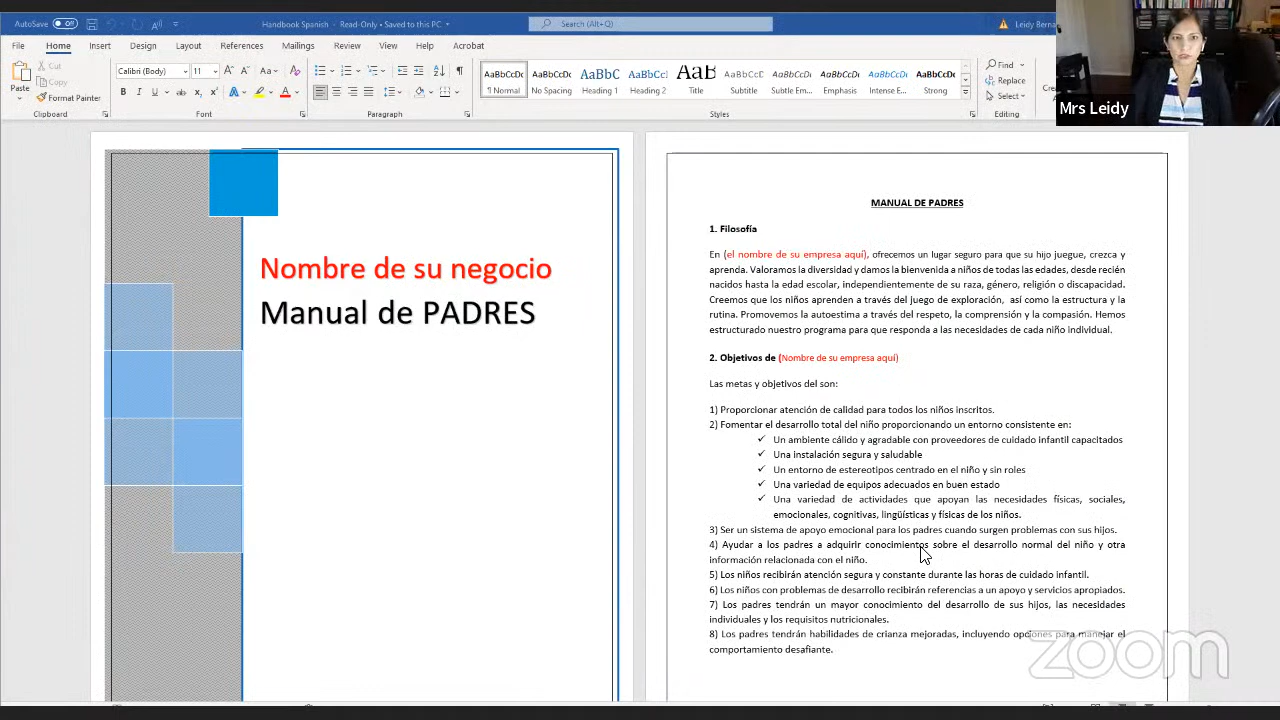 AutoSave Off Handbook Spanish - Read-Only • Saved to this PC Search (Alt+Q) Leidy Berna
File Home Insert Design Layout References Mailings Review View Help Acrobat
Paste Cut Copy Format Painter
Calibri (Body) 11
AaBbCcDc AaBbCcDc AaBbC AaBbCcI AaB AaBbCcDc AaBbCcDc AaBbCcDc AaBbCcDc AaBbCcDc
¶ Normal No Spacing Heading 1 Heading 2 Title Subtitle Subtle Em... Emphasis Intense E... Strong
Find Replace Select
Clipboard Font Paragraph Styles Editing
Mrs Leidy
Nombre de su negocio
Manual de PADRES
MANUAL DE PADRES
1. Filosofía
En (el nombre de su empresa aquí), ofrecemos un lugar seguro para que su hijo juegue, crezca y
aprenda. Valoramos la diversidad y damos la bienvenida a niños de todas las edades, desde recién
nacidos hasta la edad escolar, independientemente de su raza, género, religión o discapacidad.
Creemos que los niños aprenden a través del juego de exploración, así como la estructura y la
rutina. Promovemos la autoestima a través del respeto, la comprensión y la compasión. Hemos
estructurado nuestro programa para que responda a las necesidades de cada niño individual.
2. Objetivos de (Nombre de su empresa aquí)
Las metas y objetivos del son:
1) Proporcionar atención de calidad para todos los niños inscritos.
2) Fomentar el desarrollo total del niño proporcionando un entorno consistente en:
✓ Un ambiente cálido y agradable con proveedores de cuidado infantil capacitados
✓ Una instalación segura y saludable
✓ Un entorno de estereotipos centrado en el niño y sin roles
✓ Una variedad de equipos adecuados en buen estado
✓ Una variedad de actividades que apoyan las necesidades físicas, sociales,
emocionales, cognitivas, lingüísticas y físicas de los niños.
3) Ser un sistema de apoyo emocional para los padres cuando surgen problemas con sus hijos.
4) Ayudar a los padres a adquirir conocimientos sobre el desarrollo normal del niño y otra
información relacionada con el niño.
5) Los niños recibirán atención segura y constante durante las horas de cuidado infantil.
6) Los niños con problemas de desarrollo recibirán referencias a un apoyo y servicios apropiados.
7) Los padres tendrán un mayor conocimiento del desarrollo de sus hijos, las necesidades
individuales y los requisitos nutricionales.
8) Los padres tendrán habilidades de crianza mejoradas, incluyendo opciones para manejar el
comportamiento desafiante.
zoom